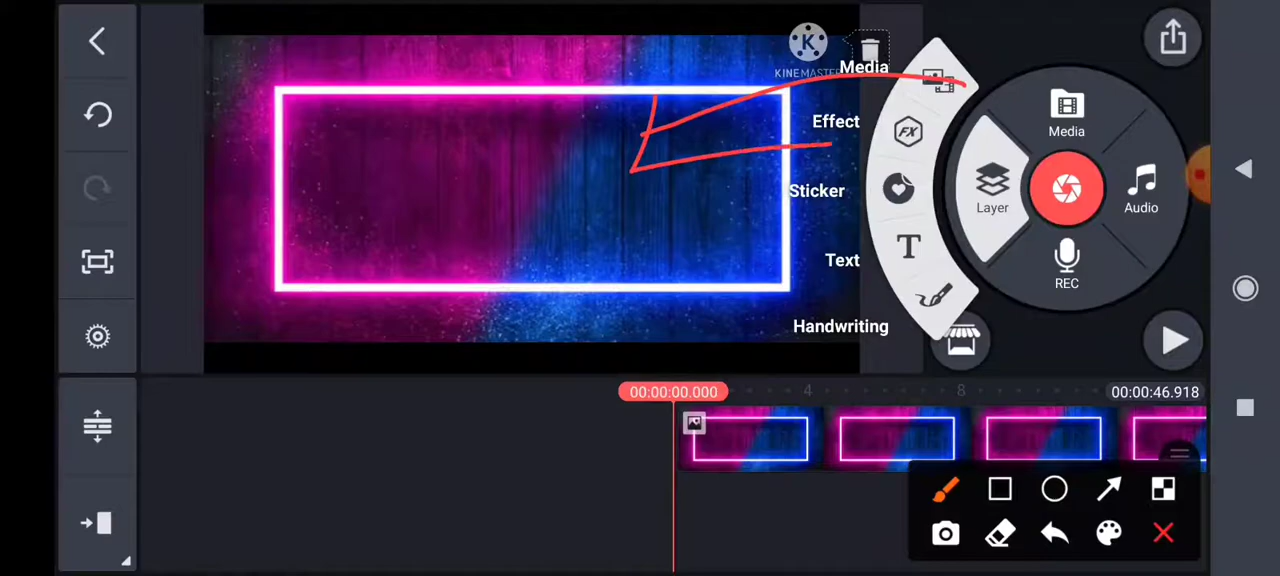 KINEMASTER
Media
Effect
FX
Sticker
Text
T
Handwriting
Media
Layer
Audio
REC
00:00:00.000
4
8
00:00:46.918